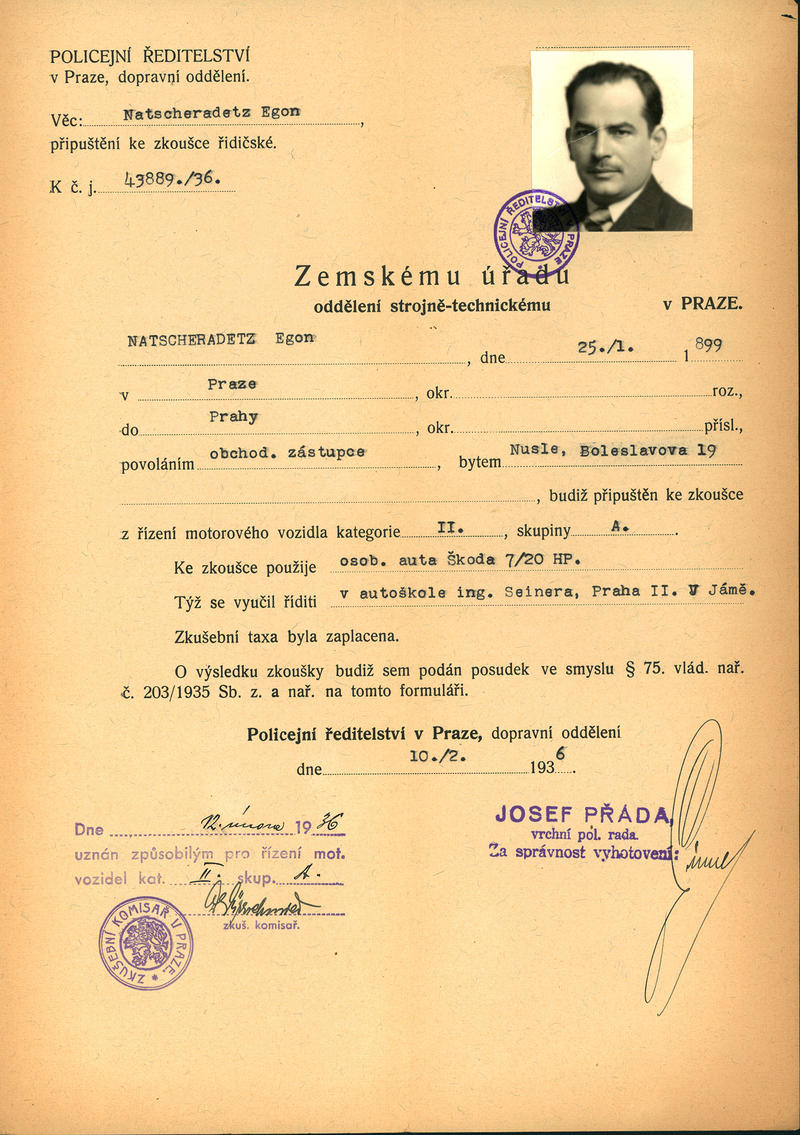 POLICEJNÍ ŘEDITELSTVÍ
v Praze, dopravní oddělení.
Věc: Natscheradetz Egon,
připuštění ke zkoušce řidičské.
K č. j. 43889./36.
POLICEJNÍ ŘEDITELSTVÍ V PRAZE
Zemskému úřadu
oddělení strojně-technickému v PRAZE.
NATSCHERADETZ Egon, dne 25./1. 1899
v Praze, okr. roz.,
do Prahy, okr. přísl.,
povoláním obchod. zástupce, bytem Nusle, Boleslavova 19
, budiž připuštěn ke zkoušce
z řízení motorového vozidla kategorie II., skupiny A.
Ke zkoušce použije osob. auta Škoda 7/20 HP.
Týž se vyučil říditi v autoškole ing. Seinera, Praha II. V Jámě.
Zkušební taxa byla zaplacena.
O výsledku zkoušky budiž sem podán posudek ve smyslu § 75. vlád. nař.
č. 203/1935 Sb. z. a nař. na tomto formuláři.
Policejní ředitelství v Praze, dopravní oddělení
dne 10./2. 1936.
Dne 12. února 1936
uznán způsobilým pro řízení mot.
vozidel kat. II. skup. A.
zkuš. komisař.
ZKUŠEBNÍ KOMISAŘ V PRAZE.
JOSEF PŘÁDA,
vrchní pol. rada.
Za správnost vyhotovení: